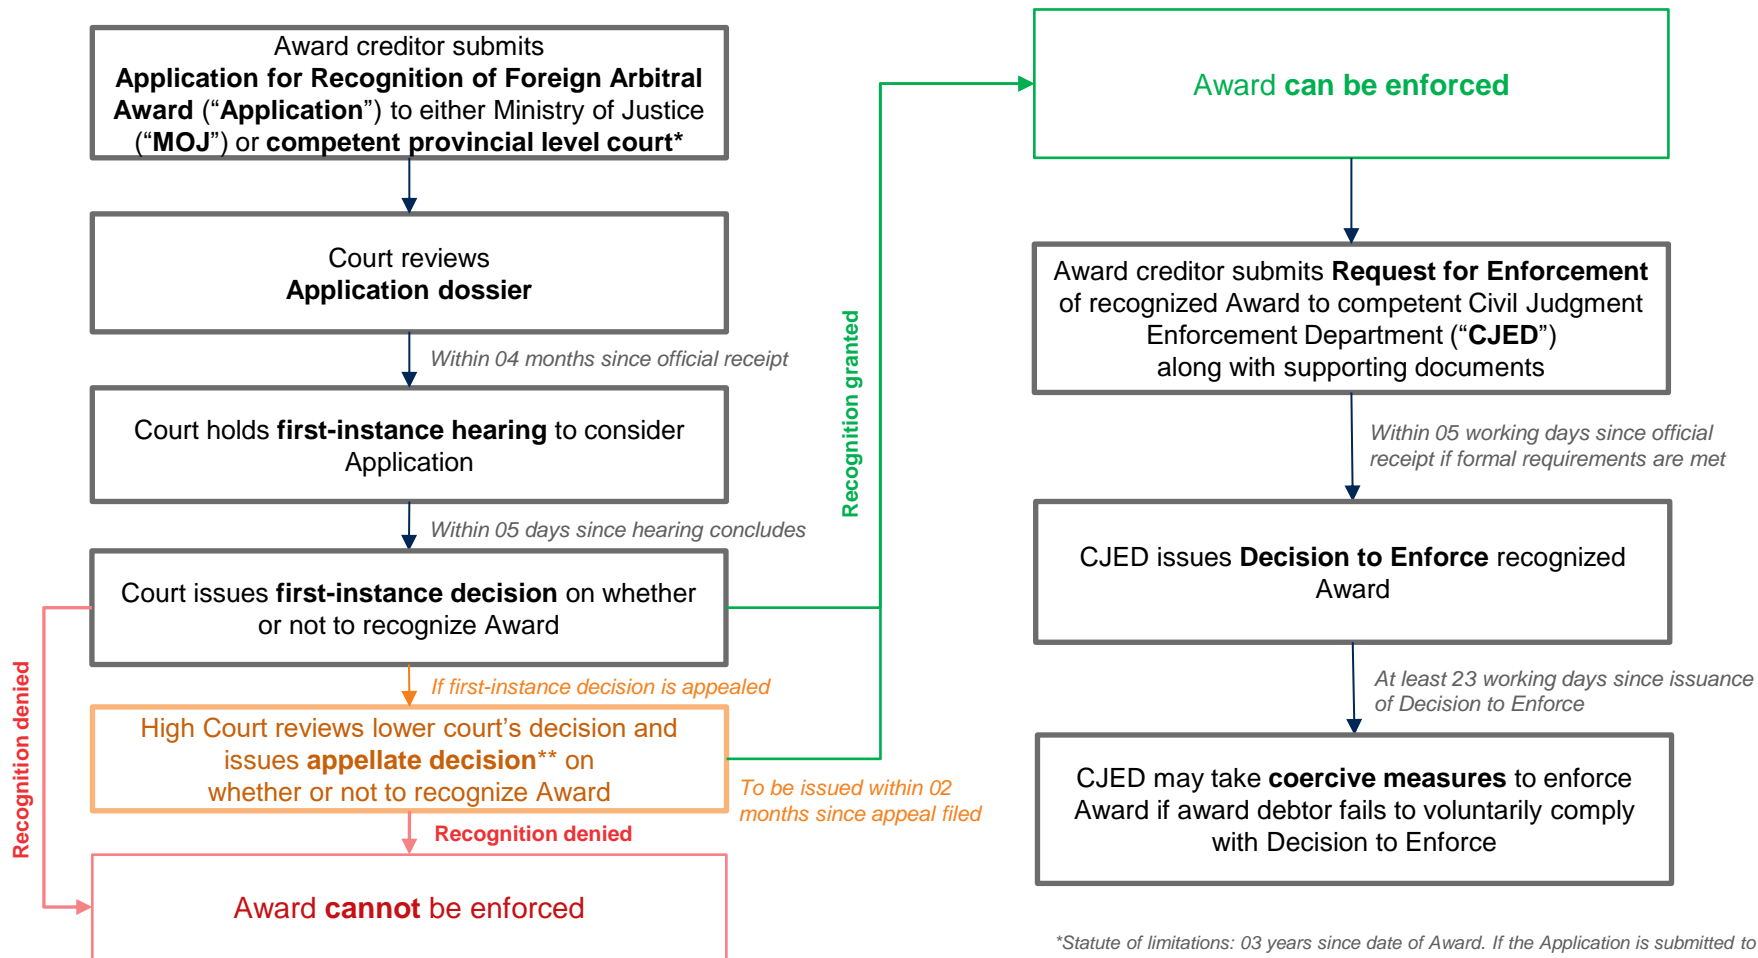 Award creditor submits
Application for Recognition of Foreign Arbitral
Award (“Application”) to either Ministry of Justice
(“MOJ”) or competent provincial level court*
Court reviews
Application dossier
Within 04 months since official receipt
Court holds first-instance hearing to consider
Application
Within 05 days since hearing concludes
Court issues first-instance decision on whether
or not to recognize Award
If first-instance decision is appealed
High Court reviews lower court’s decision and
issues appellate decision** on
whether or not to recognize Award
To be issued within 02
months since appeal filed
Recognition denied
Recognition denied
Award cannot be enforced
Recognition granted
Award can be enforced
Award creditor submits Request for Enforcement
of recognized Award to competent Civil Judgment
Enforcement Department (“CJED”)
along with supporting documents
Within 05 working days since official
receipt if formal requirements are met
CJED issues Decision to Enforce recognized
Award
At least 23 working days since issuance
of Decision to Enforce
CJED may take coercive measures to enforce
Award if award debtor fails to voluntarily comply
with Decision to Enforce
*Statute of limitations: 03 years since date of Award. If the Application is submitted to